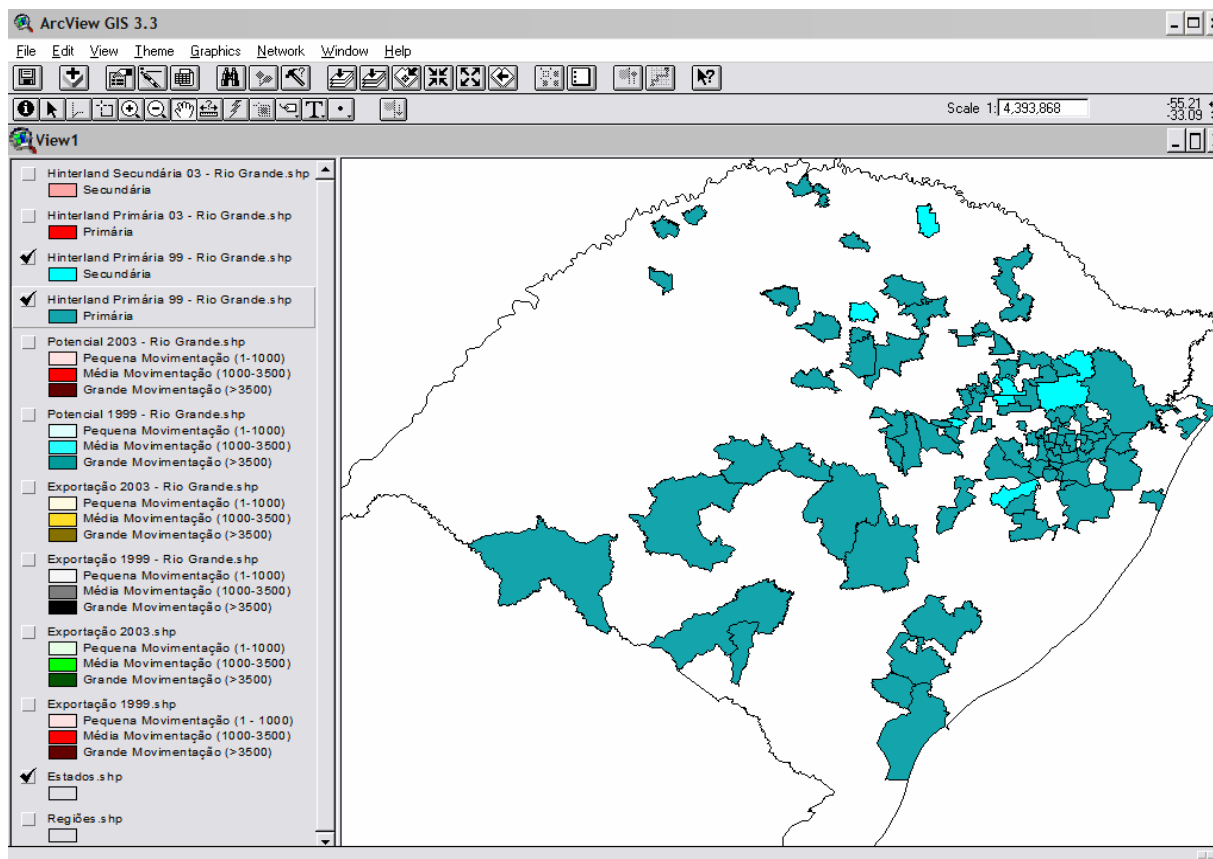 ArcView GIS 3.3
File Edit View Theme Graphics Network Window Help
Scale 1: 4,393,868
-55.21
-33.09
View1
Hinterland Secundária 03 - Rio Grande.shp
Secundária
Hinterland Primária 03 - Rio Grande.shp
Primária
Hinterland Primária 99 - Rio Grande.shp
Secundária
Hinterland Primária 99 - Rio Grande.shp
Primária
Potencial 2003 - Rio Grande.shp
Pequena Movimentação (1-1000)
Média Movimentação (1000-3500)
Grande Movimentação (>3500)
Potencial 1999 - Rio Grande.shp
Pequena Movimentação (1-1000)
Média Movimentação (1000-3500)
Grande Movimentação (>3500)
Exportação 2003 - Rio Grande.shp
Pequena Movimentação (1-1000)
Média Movimentação (1000-3500)
Grande Movimentação (>3500)
Exportação 1999 - Rio Grande.shp
Pequena Movimentação (1-1000)
Média Movimentação (1000-3500)
Grande Movimentação (>3500)
Exportação 2003.shp
Pequena Movimentação (1-1000)
Média Movimentação (1000-3500)
Grande Movimentação (>3500)
Exportação 1999.shp
Pequena Movimentação (1 - 1000)
Média Movimentação (1000-3500)
Grande Movimentação (>3500)
Estados.shp
Regiões.shp